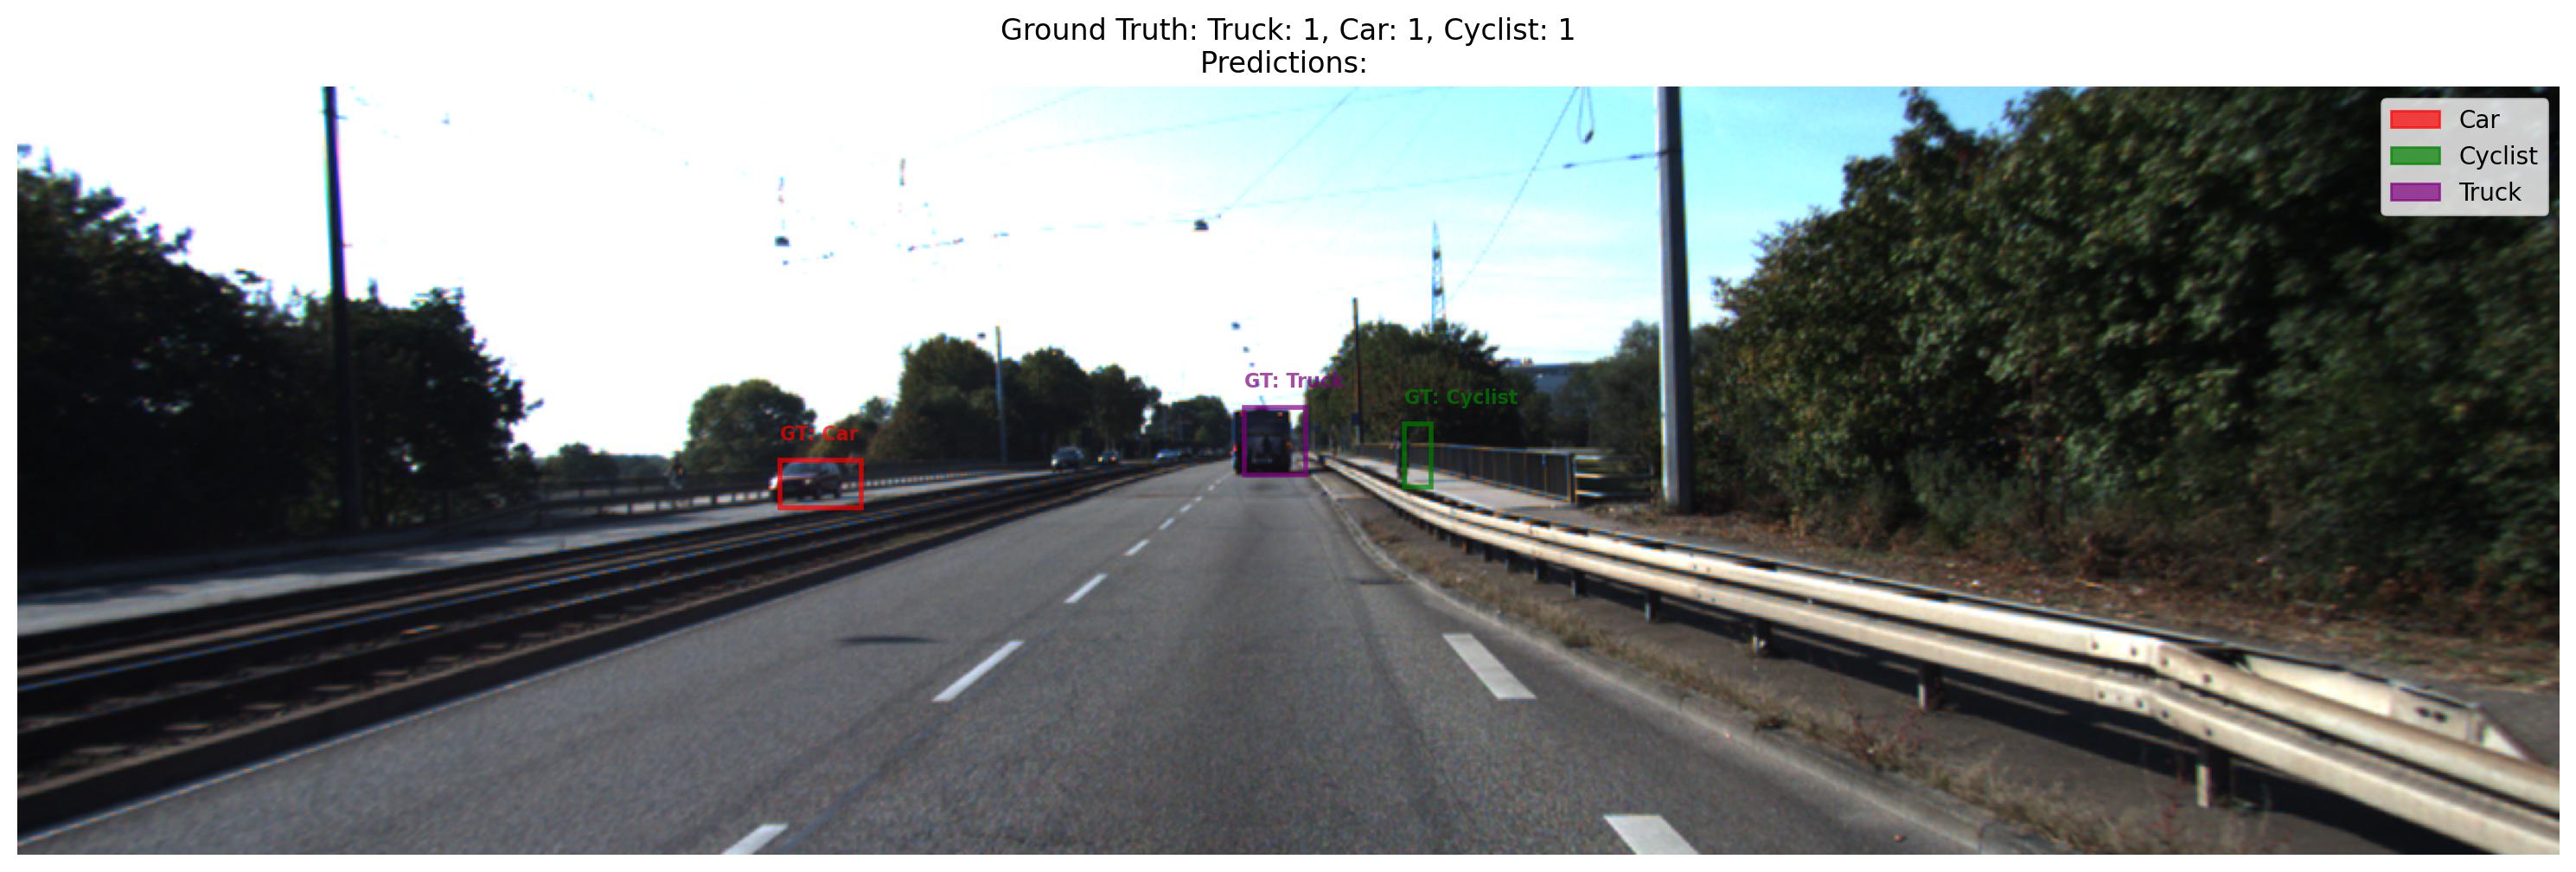 Ground Truth: Truck: 1, Car: 1, Cyclist: 1
Predictions:
Car
Cyclist
Truck
GT: Truck
GT: Cyclist
GT: Car